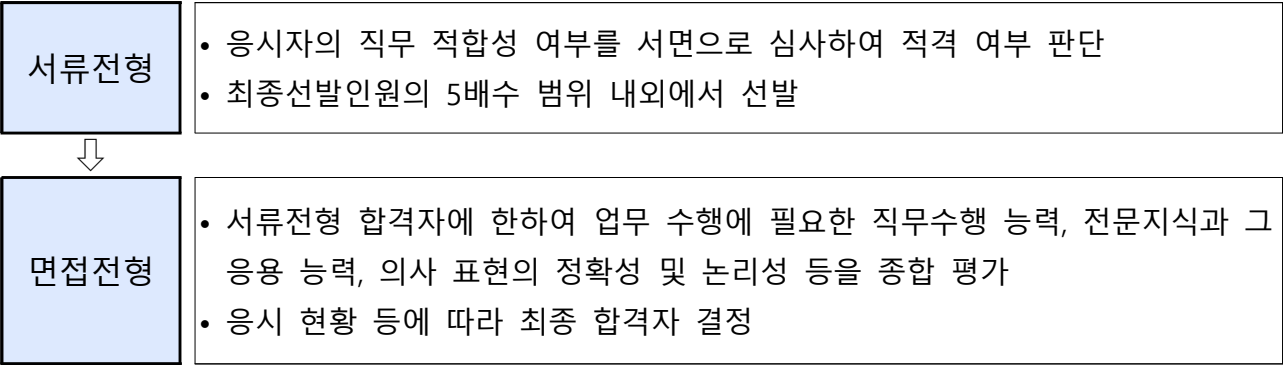 서류전형
• 응시자의 직무 적합성 여부를 서면으로 심사하여 적격 여부 판단
• 최종선발인원의 5배수 범위 내외에서 선발
면접전형
• 서류전형 합격자에 한하여 업무 수행에 필요한 직무수행 능력, 전문지식과 그
응용 능력, 의사 표현의 정확성 및 논리성 등을 종합 평가
• 응시 현황 등에 따라 최종 합격자 결정